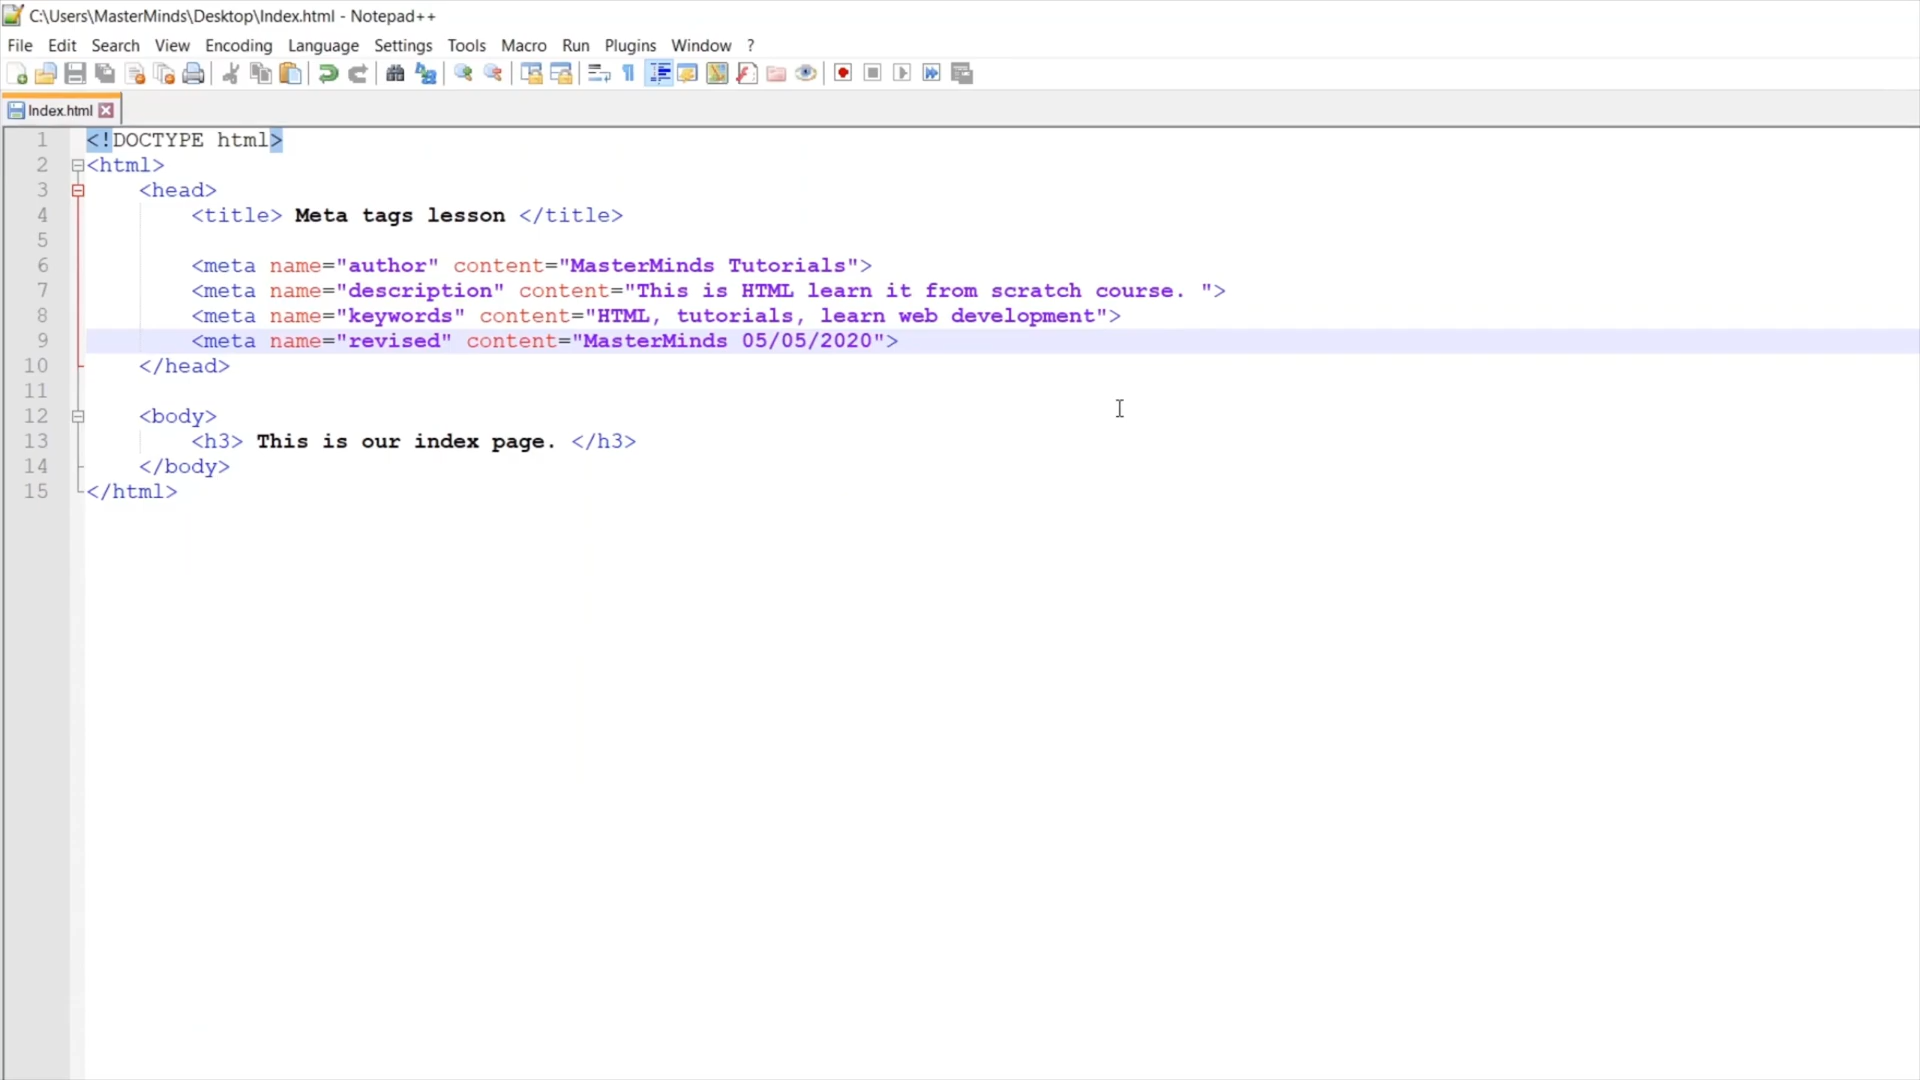 C:\Users\MasterMinds\Desktop\Index.html - Notepad++
File Edit Search View Encoding Language Settings Tools Macro Run Plugins Window ?
Index.html
1 <!DOCTYPE html>
2 <html>
3 <head>
4 <title> Meta tags lesson </title>
5
6 <meta name="author" content="MasterMinds Tutorials">
7 <meta name="description" content="This is HTML learn it from scratch course. ">
8 <meta name="keywords" content="HTML, tutorials, learn web development">
9 <meta name="revised" content="MasterMinds 05/05/2020">
10 </head>
11
12 <body>
13 <h3> This is our index page. </h3>
14 </body>
15 </html>